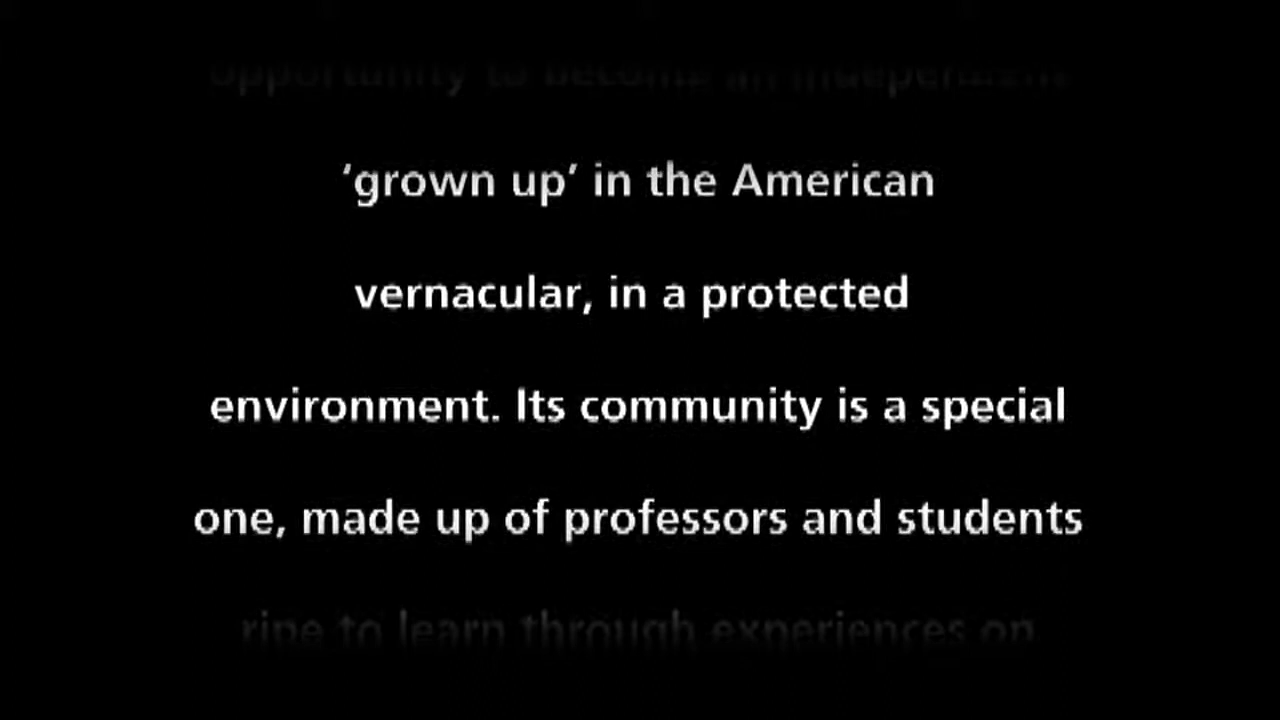 opportunity to become an independent
‘grown up’ in the American
vernacular, in a protected
environment. Its community is a special
one, made up of professors and students
ripe to learn through experiences on